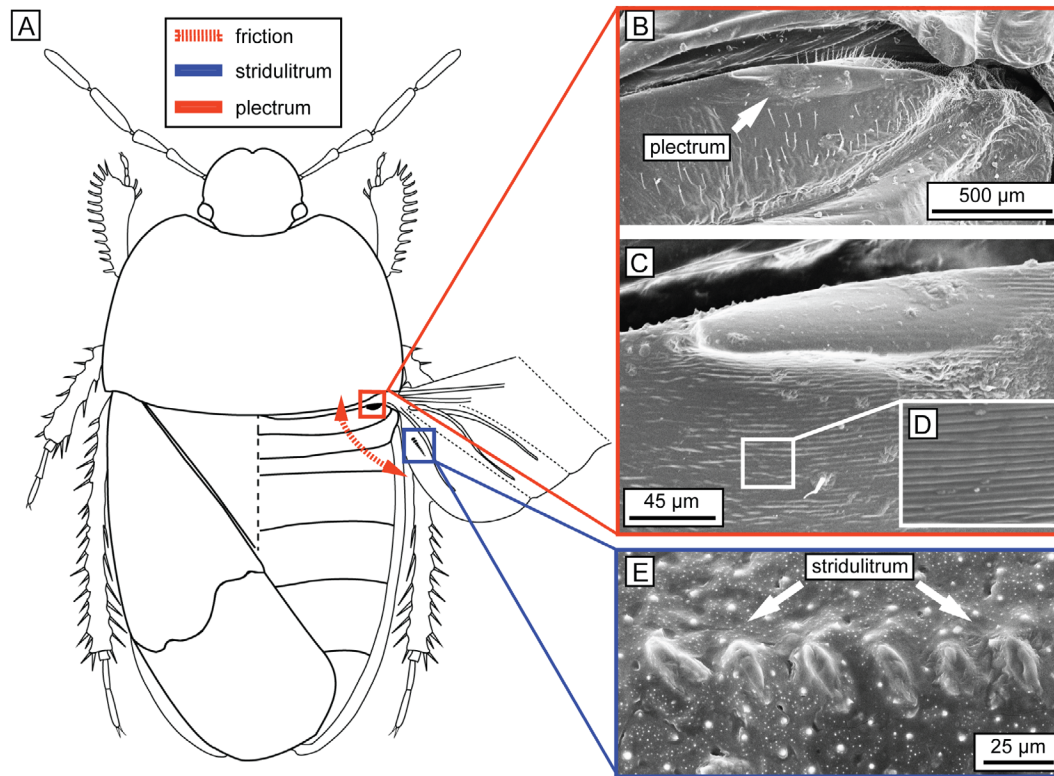 A
friction
stridulitrum
plectrum
B
plectrum
500 µm
C
D
45 µm
E
stridulitrum
25 µm